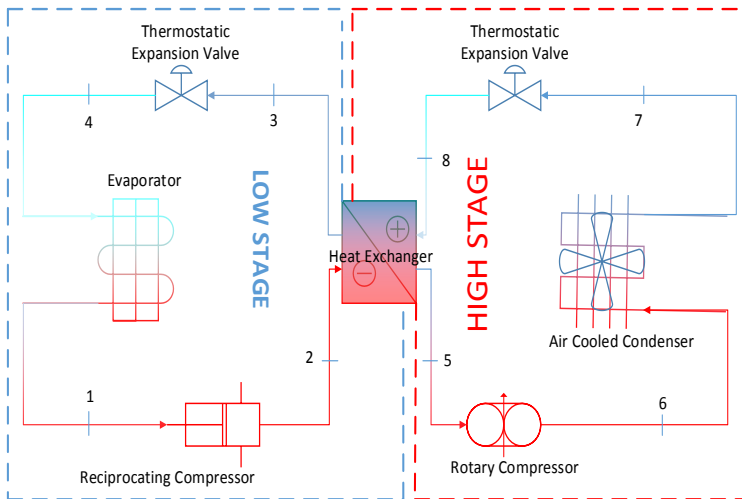 Thermostatic
Expansion Valve
Thermostatic
Expansion Valve
4
3
7
8
Evaporator
LOW STAGE
HIGH STAGE
Heat Exchanger
Air Cooled Condenser
2
5
1
6
Reciprocating Compressor
Rotary Compressor